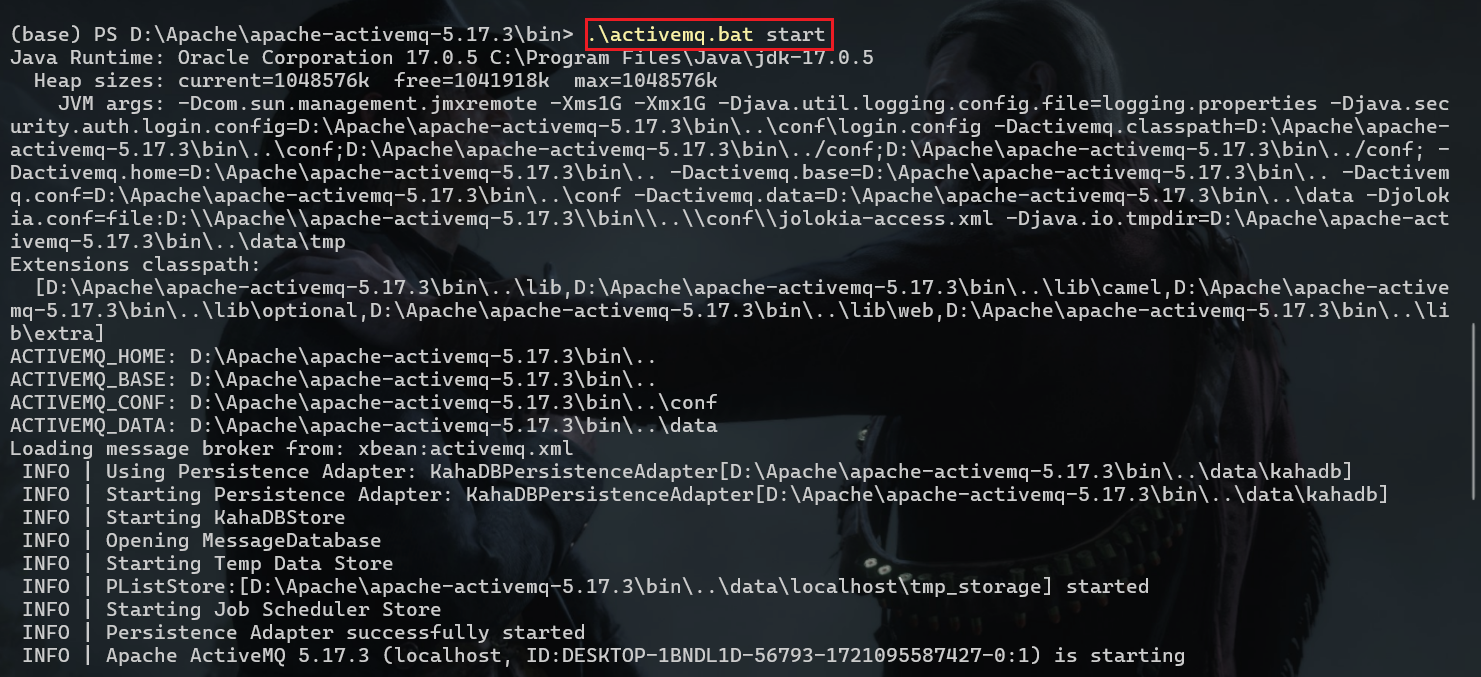 (base) PS D:\Apache\apache-activemq-5.17.3\bin> .\activemq.bat start
Java Runtime: Oracle Corporation 17.0.5 C:\Program Files\Java\jdk-17.0.5
  Heap sizes: current=1048576k  free=1041918k  max=1048576k
    JVM args: -Dcom.sun.management.jmxremote -Xms1G -Xmx1G -Djava.util.logging.config.file=logging.properties -Djava.sec
urity.auth.login.config=D:\Apache\apache-activemq-5.17.3\bin\..\conf\login.config -Dactivemq.classpath=D:\Apache\apache-
activemq-5.17.3\bin\..\conf;D:\Apache\apache-activemq-5.17.3\bin\../conf;D:\Apache\apache-activemq-5.17.3\bin\../conf; -
Dactivemq.home=D:\Apache\apache-activemq-5.17.3\bin\.. -Dactivemq.base=D:\Apache\apache-activemq-5.17.3\bin\.. -Dactivem
q.conf=D:\Apache\apache-activemq-5.17.3\bin\..\conf -Dactivemq.data=D:\Apache\apache-activemq-5.17.3\bin\..\data -Djolok
ia.conf=file:D:\\Apache\\apache-activemq-5.17.3\\bin\\..\\conf\\jolokia-access.xml -Djava.io.tmpdir=D:\Apache\apache-act
ivemq-5.17.3\bin\..\data\tmp
Extensions classpath:
  [D:\Apache\apache-activemq-5.17.3\bin\..\lib,D:\Apache\apache-activemq-5.17.3\bin\..\lib\camel,D:\Apache\apache-active
mq-5.17.3\bin\..\lib\optional,D:\Apache\apache-activemq-5.17.3\bin\..\lib\web,D:\Apache\apache-activemq-5.17.3\bin\..\li
b\extra]
ACTIVEMQ_HOME: D:\Apache\apache-activemq-5.17.3\bin\..
ACTIVEMQ_BASE: D:\Apache\apache-activemq-5.17.3\bin\..
ACTIVEMQ_CONF: D:\Apache\apache-activemq-5.17.3\bin\..\conf
ACTIVEMQ_DATA: D:\Apache\apache-activemq-5.17.3\bin\..\data
Loading message broker from: xbean:activemq.xml
 INFO | Using Persistence Adapter: KahaDBPersistenceAdapter[D:\Apache\apache-activemq-5.17.3\bin\..\data\kahadb]
 INFO | Starting Persistence Adapter: KahaDBPersistenceAdapter[D:\Apache\apache-activemq-5.17.3\bin\..\data\kahadb]
 INFO | Starting KahaDBStore
 INFO | Opening MessageDatabase
 INFO | Starting Temp Data Store
 INFO | PListStore:[D:\Apache\apache-activemq-5.17.3\bin\..\data\localhost\tmp_storage] started
 INFO | Starting Job Scheduler Store
 INFO | Persistence Adapter successfully started
 INFO | Apache ActiveMQ 5.17.3 (localhost, ID:DESKTOP-1BNDL1D-56793-1721095587427-0:1) is starting